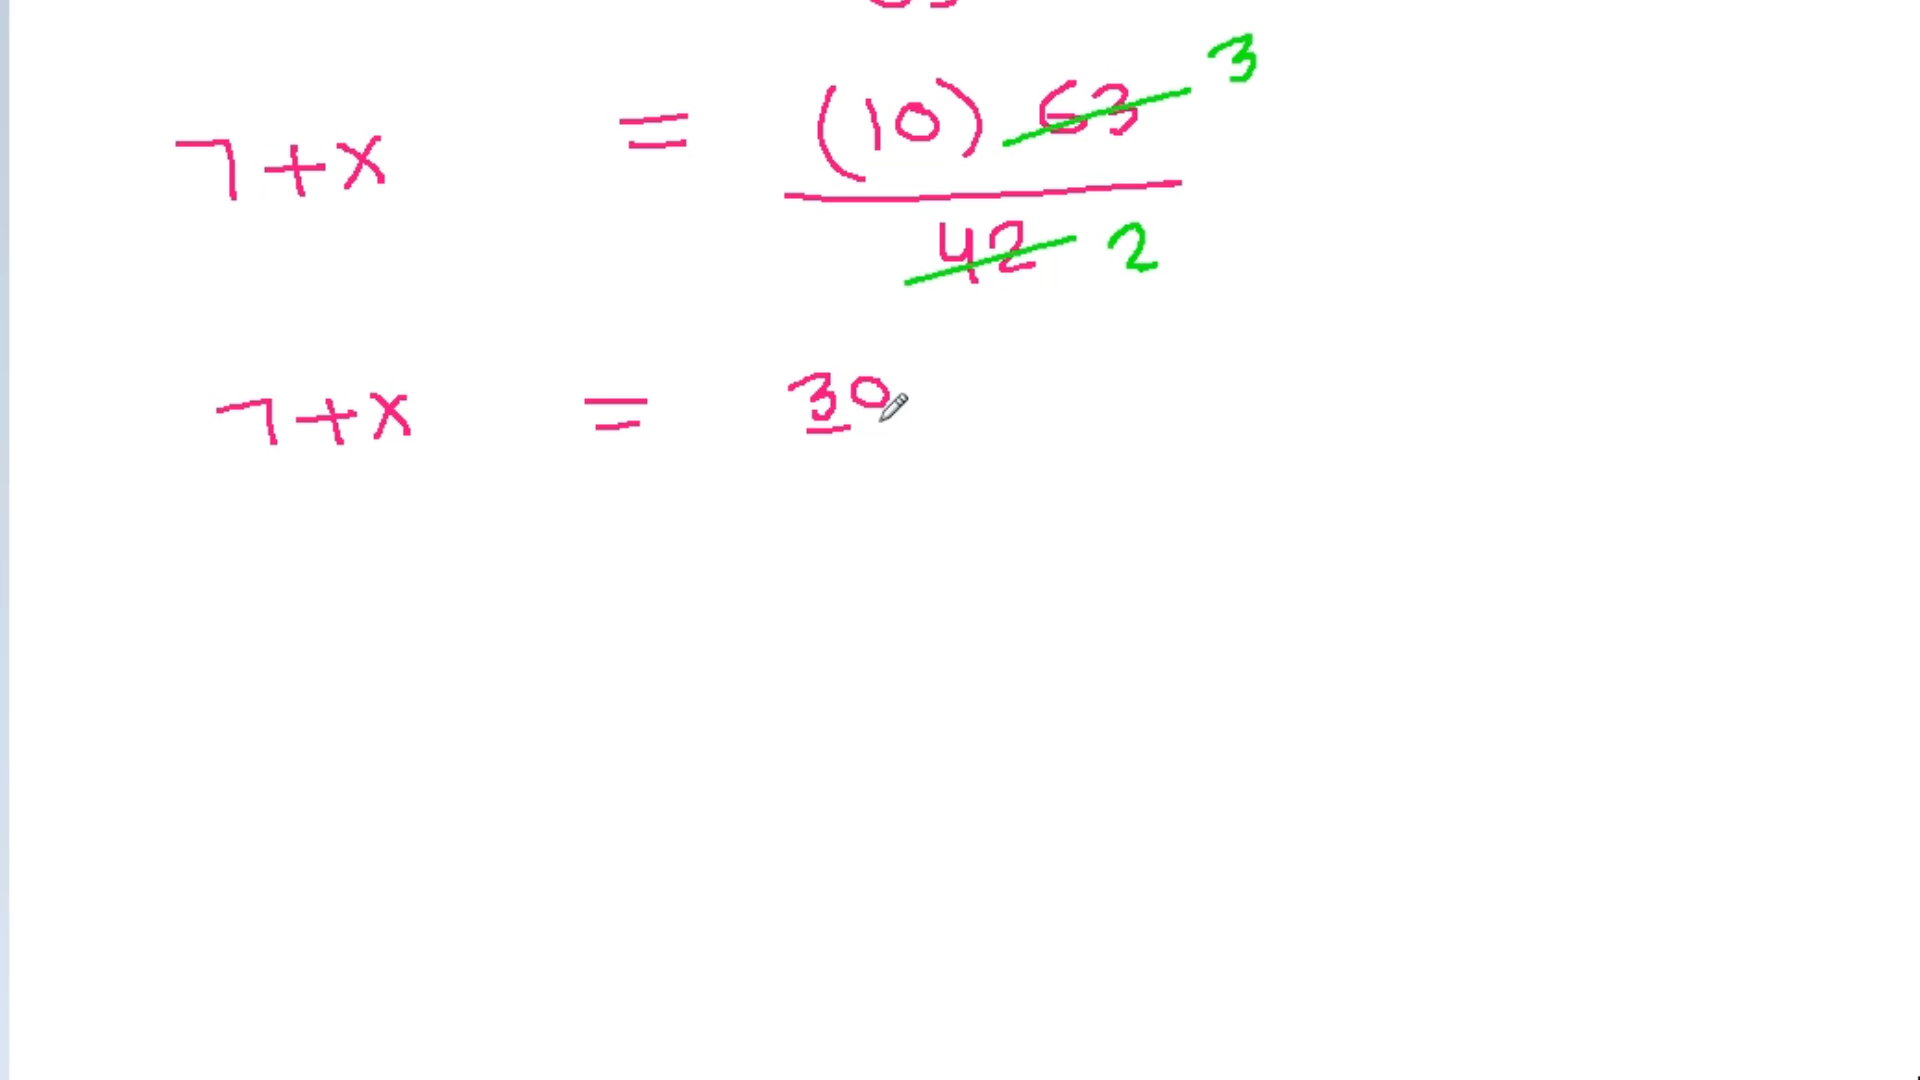 7+x = (10) 63 3
42 2
7+x = 30